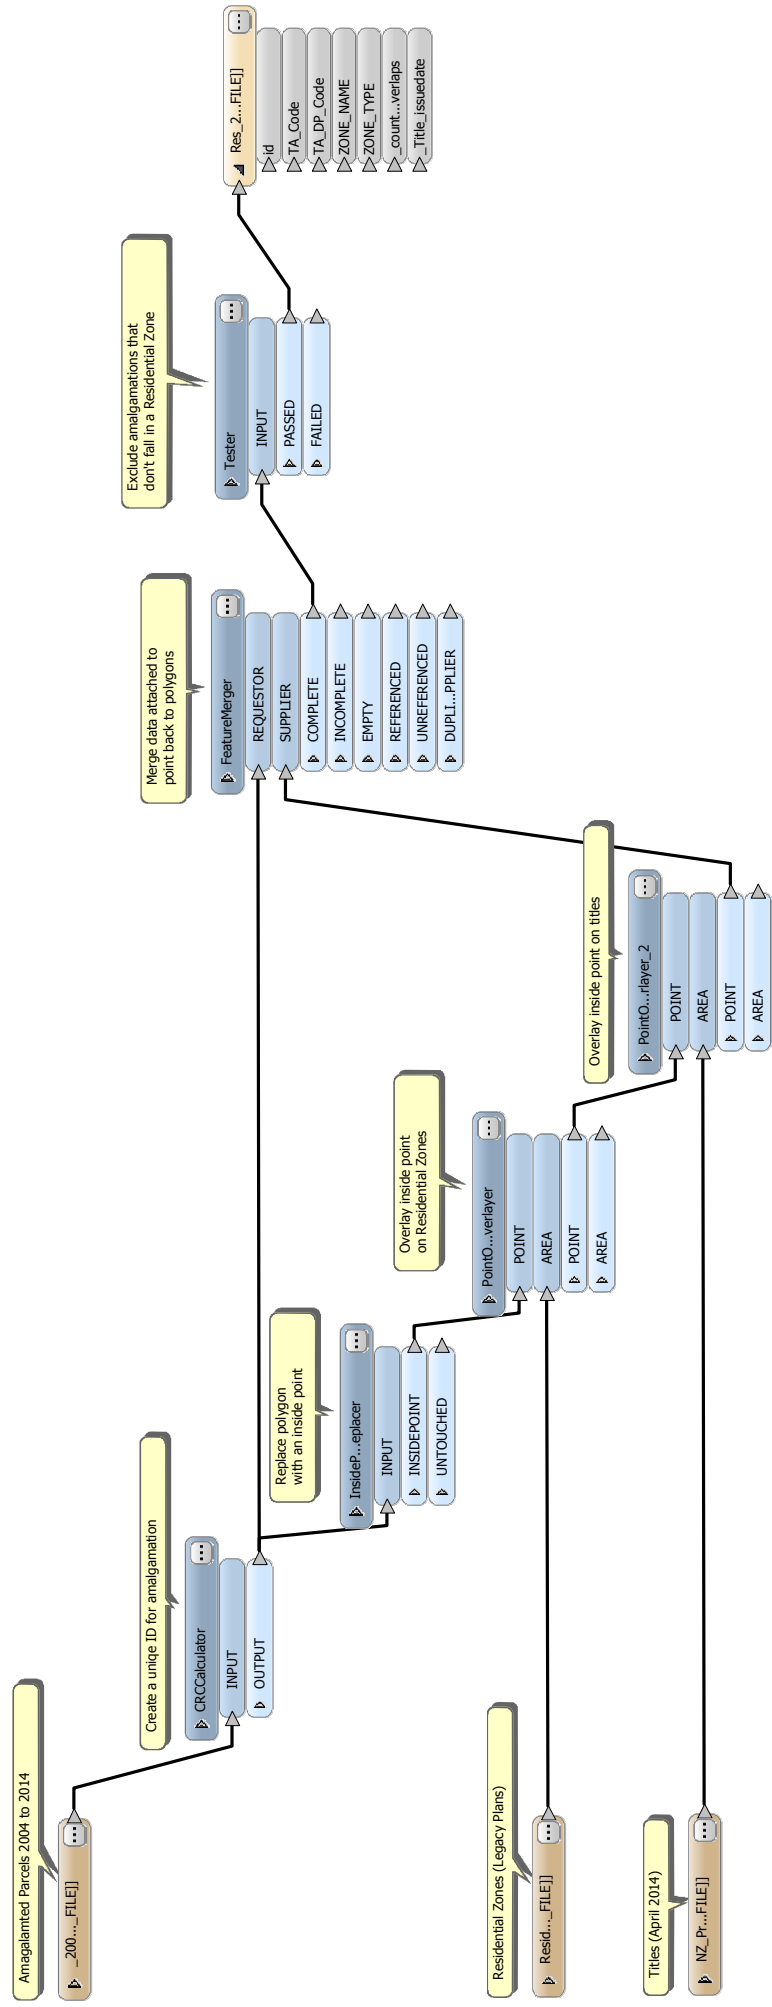 Amagalamted Parcels 2004 to 2014
_200..._FILE]]
Create a uniqe ID for amalgamation
CRCCalculator
INPUT
OUTPUT
Replace polygon
with an inside point
InsideP...eplacer
INPUT
INSIDEPOINT
UNTOUCHED
Residential Zones (Legacy Plans)
Resid..._FILE]]
Overlay inside point
on Residential Zones
PointO...verlayer
POINT
AREA
POINT
AREA
Titles (April 2014)
NZ_Pr...FILE]]
Overlay inside point on titles
PointO...rlayer_2
POINT
AREA
POINT
AREA
Merge data attached to
point back to polygons
FeatureMerger
REQUESTOR
SUPPLIER
COMPLETE
INCOMPLETE
EMPTY
REFERENCED
UNREFERENCED
DUPLI...PPLIER
Exclude amalgamations that
don't fall in a Residential Zone
Tester
INPUT
PASSED
FAILED
Res_2...FILE]]
id
TA_Code
TA_DP_Code
ZONE_NAME
ZONE_TYPE
_count...verlaps
_Title_issuedate